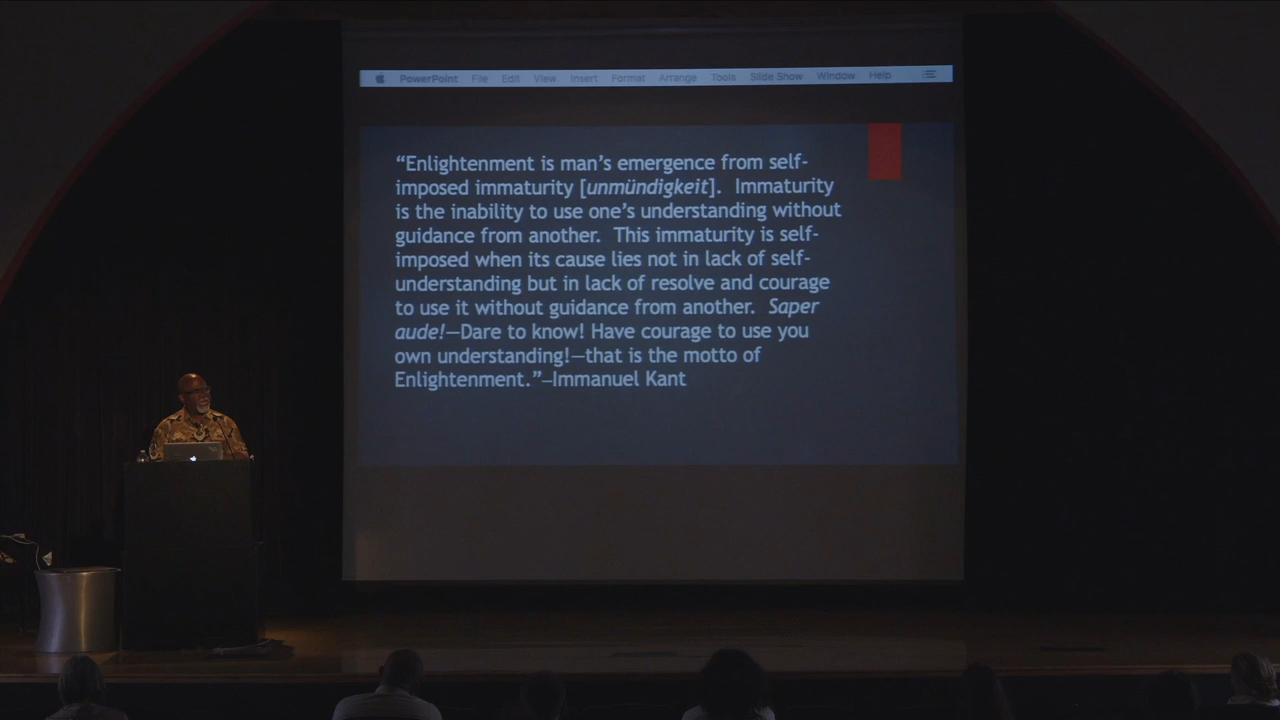 PowerPoint File Edit View Insert Format Arrange Tools Slide Show Window Help
“Enlightenment is man’s emergence from self-
imposed immaturity [unmündigkeit].  Immaturity
is the inability to use one’s understanding without
guidance from another.  This immaturity is self-
imposed when its cause lies not in lack of self-
understanding but in lack of resolve and courage
to use it without guidance from another.  Saper
aude!—Dare to know! Have courage to use you
own understanding!—that is the motto of
Enlightenment.”—Immanuel Kant